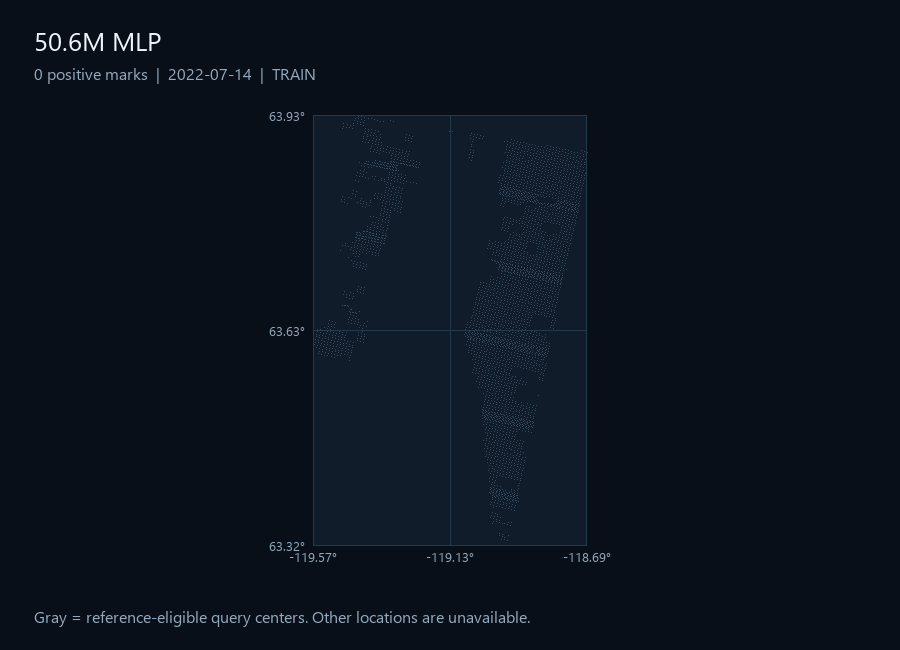 50.6M MLP
0 positive marks | 2022-07-14 | TRAIN
63.93°
63.63°
63.32°
-119.57°
-119.13°
-118.69°
Gray = reference-eligible query centers. Other locations are unavailable.